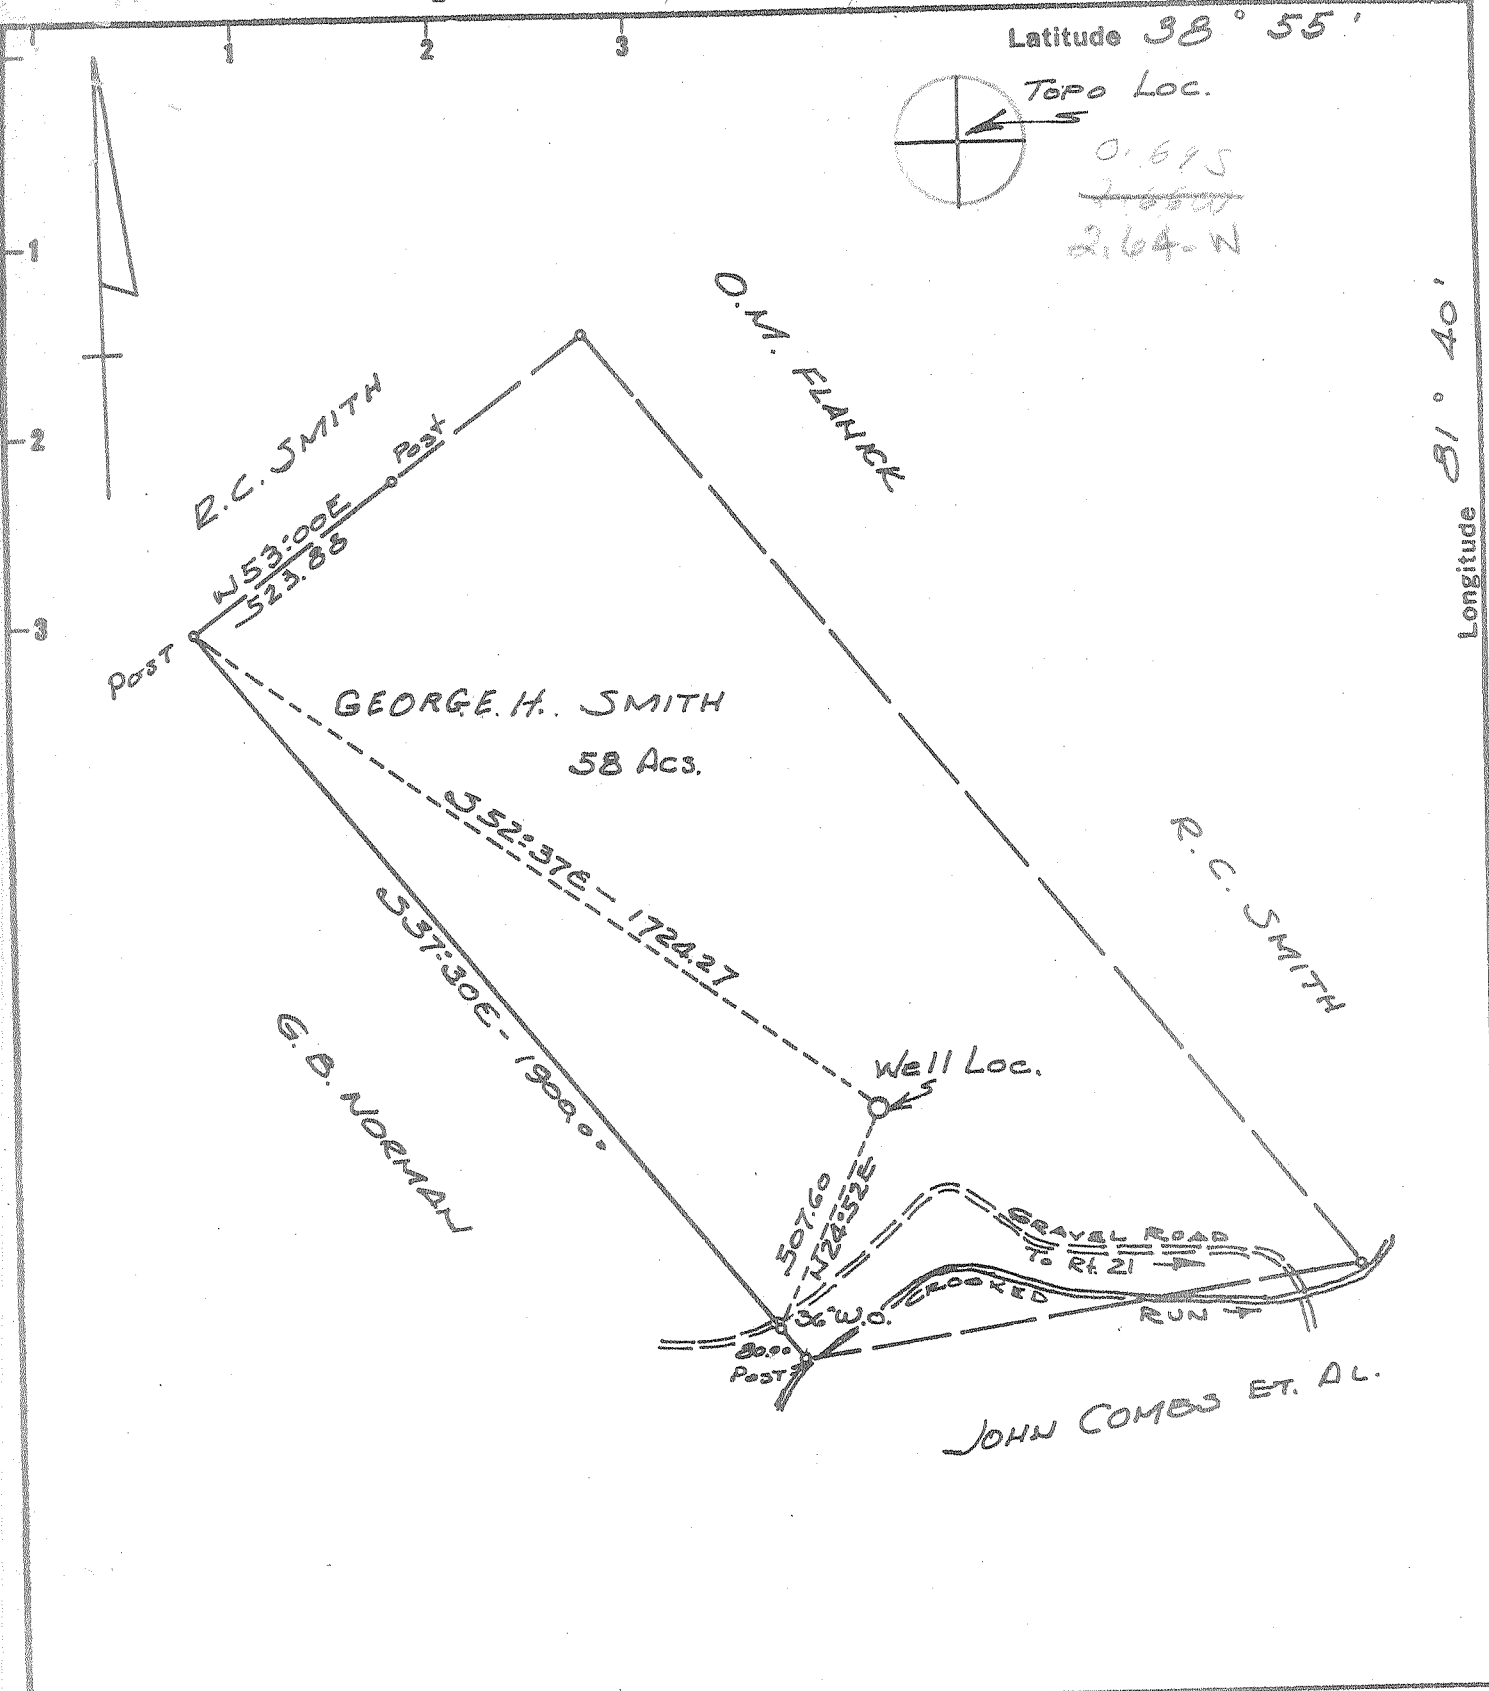 1 2 3
Latitude 38° 55'
Topo Loc.
0.69 S
2.64 W
1
2
3
Longitude 81° 40'
O.M. FLANICK
R.C. SMITH
Post
N53:00E
523.88
Post
GEORGE. H. SMITH
58 Acs.
S52:37E - 1724.27
S37:30E - 1900.00
R. C. SMITH
G. B. NORMAN
Well Loc.
507.60
N24:52E
GRAVEL ROAD
To Rt. 21
CROOKED
RUN
36" W.O.
80.00
Post
JOHN COMBS ET. AL.